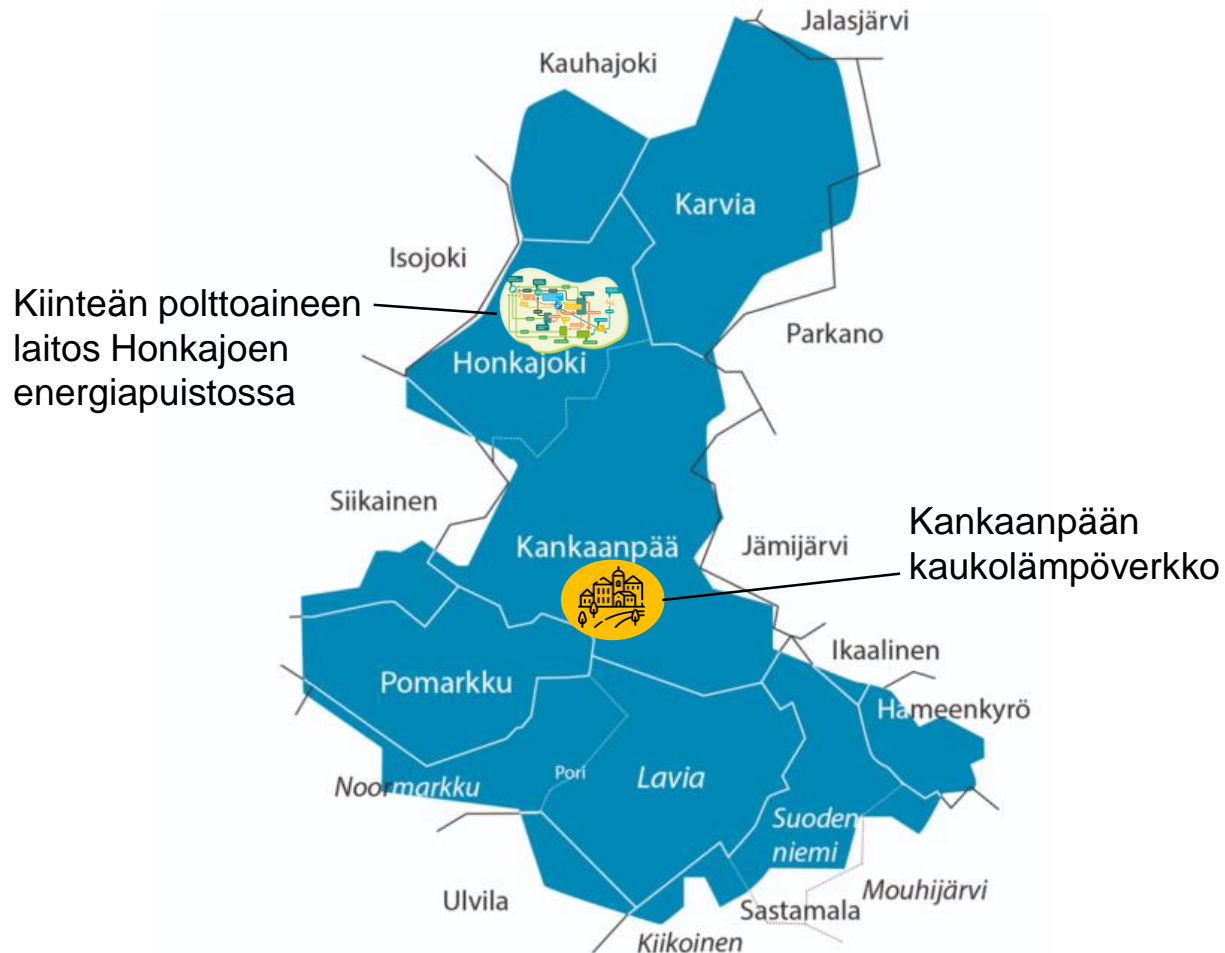 Jalasjärvi
Kauhajoki
Karvia
Isojoki
Kiinteän polttoaineen
laitos Honkajoen
energiapuistossa
Parkano
Honkajoki
Siikainen
Kankaanpään
kaukolämpöverkko
Kankaanpää
Jämijärvi
Ikaalinen
Pomarkku
Hämeenkyrö
Pori
Lavia
Noormarkku
Suoden
niemi
Mouhijärvi
Ulvila
Sastamala
Kiikoinen